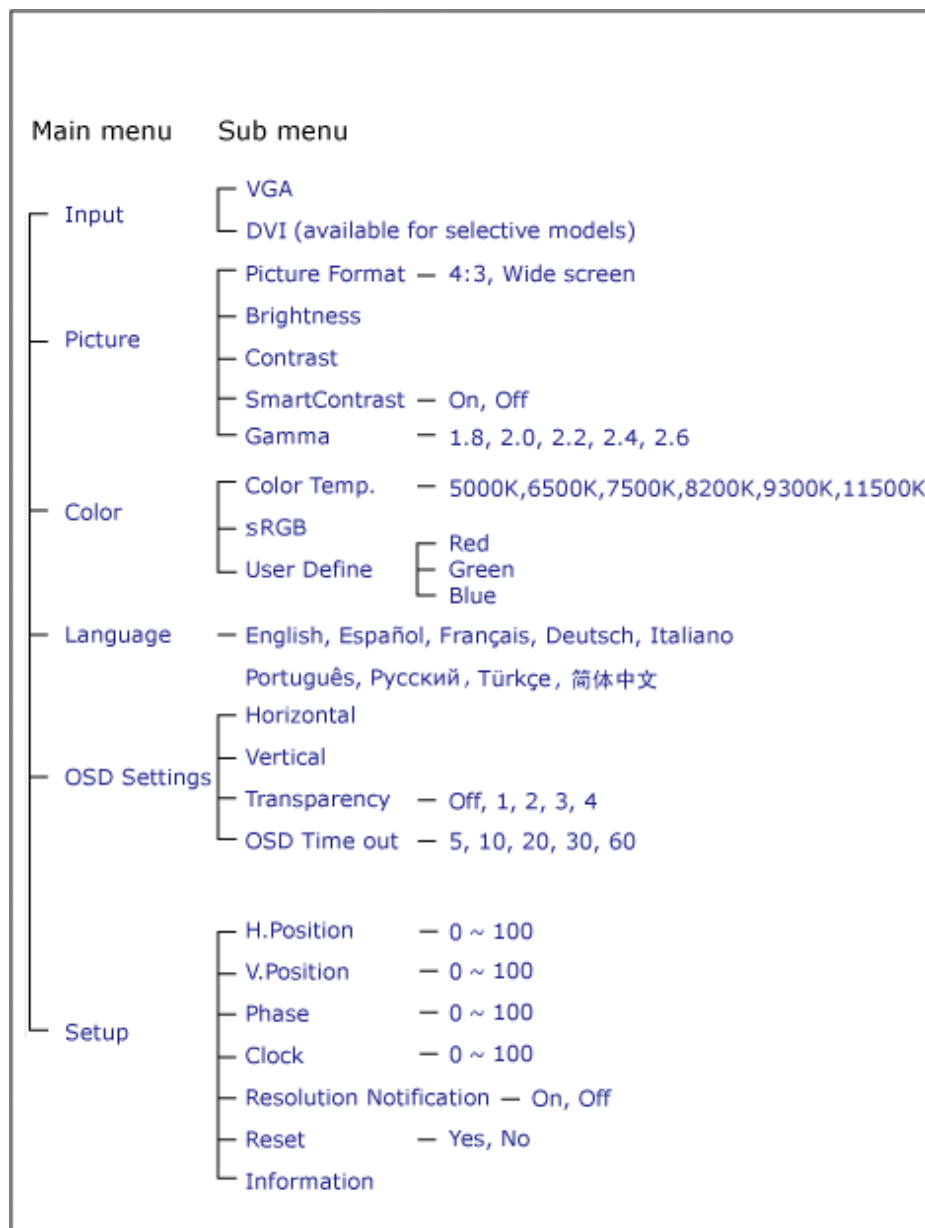 Main menu Sub menu
Input
VGA
DVI (available for selective models)
Picture
Picture Format — 4:3, Wide screen
Brightness
Contrast
SmartContrast — On, Off
Gamma — 1.8, 2.0, 2.2, 2.4, 2.6
Color
Color Temp. — 5000K,6500K,7500K,8200K,9300K,11500K
sRGB
User Define
Red
Green
Blue
Language — English, Español, Français, Deutsch, Italiano
Português, Русский, Türkçe, 简体中文
OSD Settings
Horizontal
Vertical
Transparency — Off, 1, 2, 3, 4
OSD Time out — 5, 10, 20, 30, 60
Setup
H.Position — 0 ~ 100
V.Position — 0 ~ 100
Phase — 0 ~ 100
Clock — 0 ~ 100
Resolution Notification — On, Off
Reset — Yes, No
Information